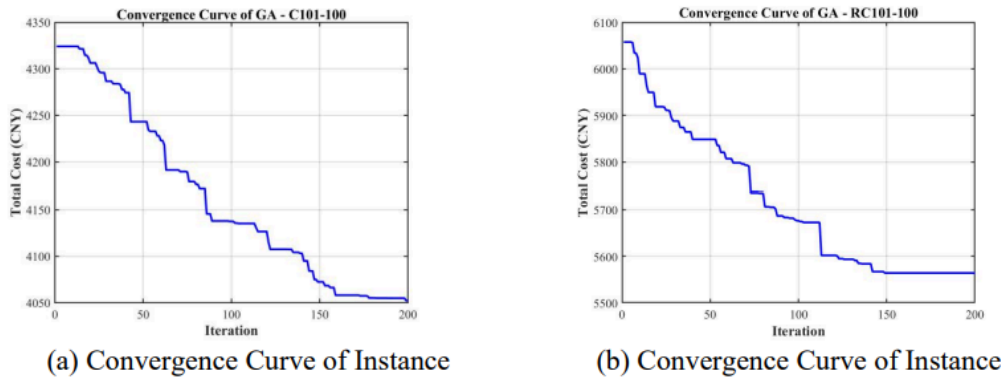 Convergence Curve of GA - C101-100
4350
4300
4250
4200
4150
4100
4050
Total Cost (CNY)
0 50 100 150 200
Iteration
(a) Convergence Curve of Instance
Convergence Curve of GA - RC101-100
6100
6000
5900
5800
5700
5600
5500
Total Cost (CNY)
0 50 100 150 200
Iteration
(b) Convergence Curve of Instance